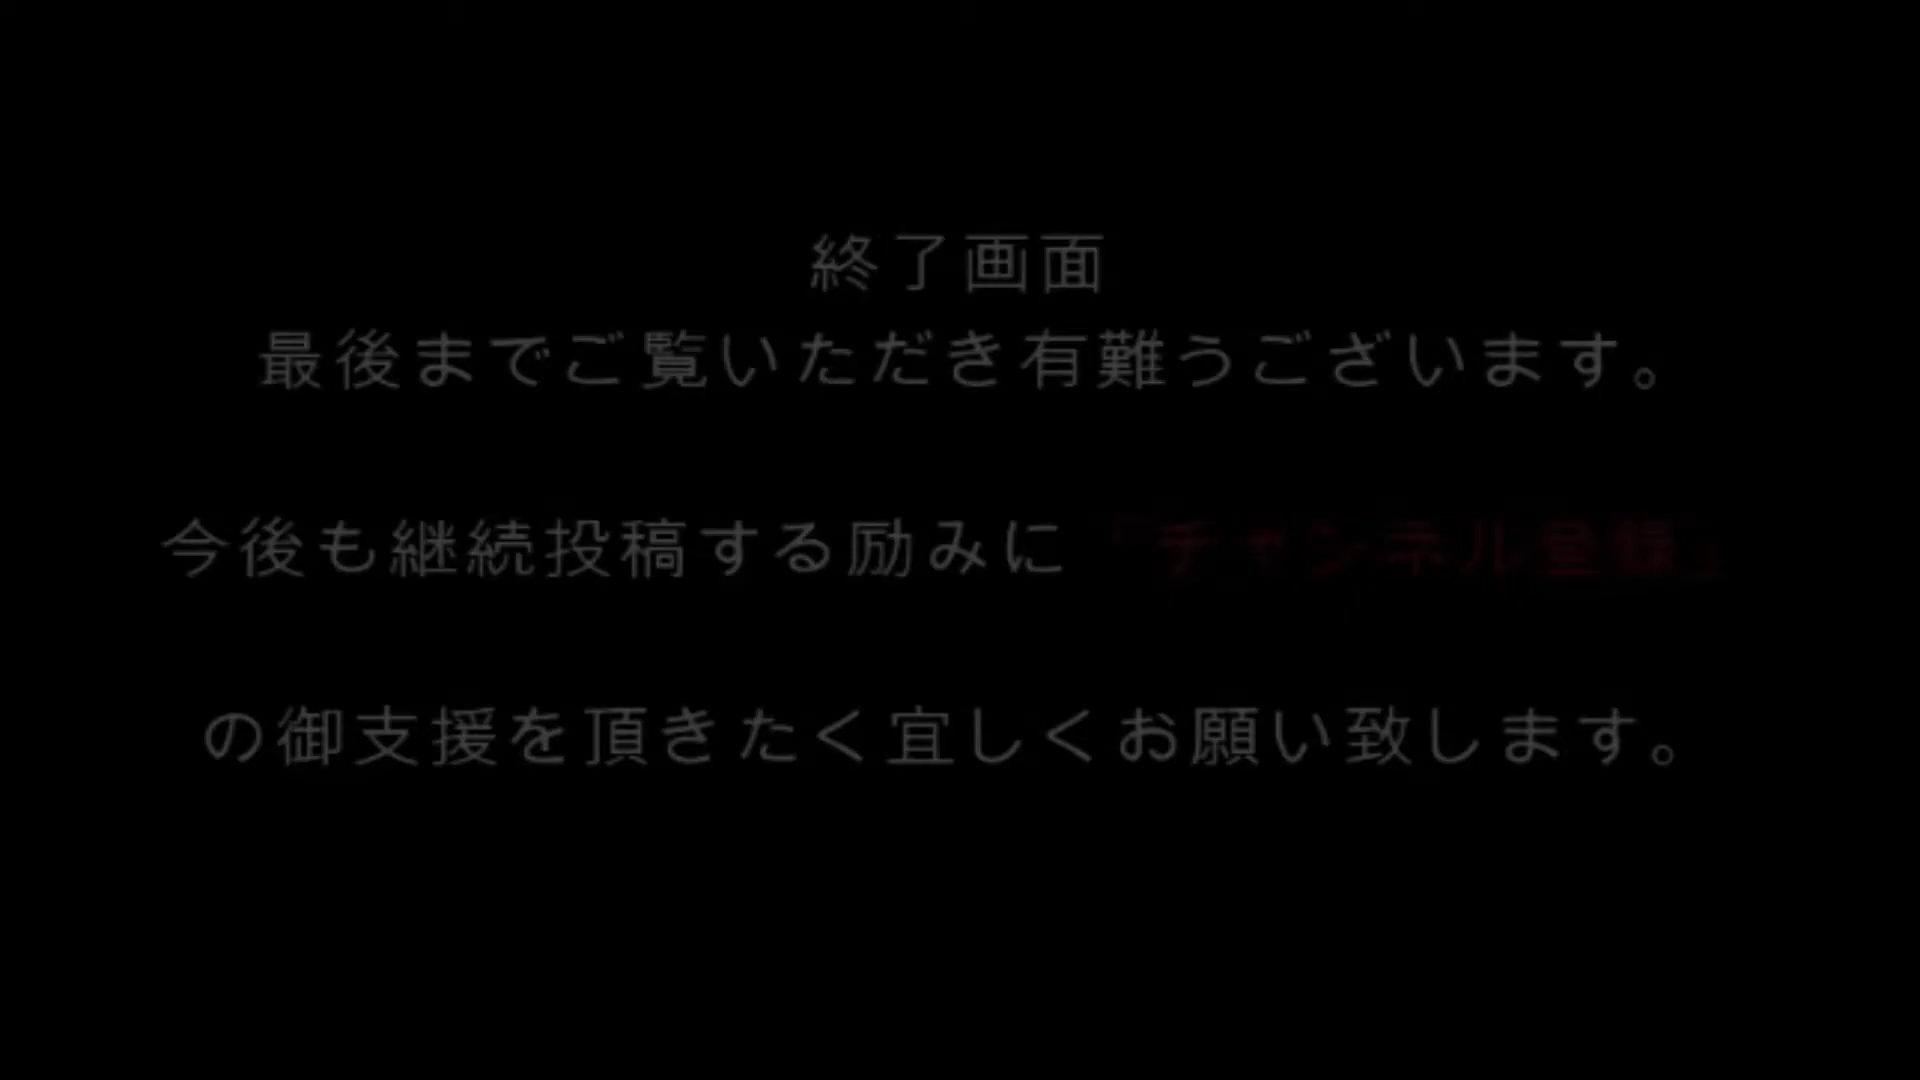 終了画面
最後までご覧いただき有難うございます。
今後も継続投稿する励みに「チャンネル登録」
の御支援を頂きたく宜しくお願い致します。